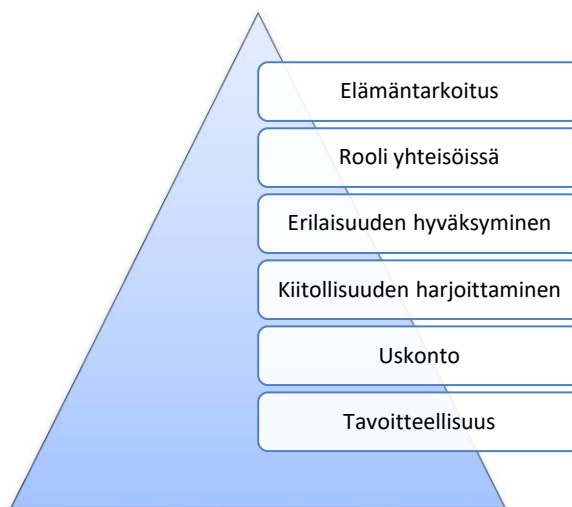 Elämäntarkoitus
Rooli yhteisöissä
Erilaisuuden hyväksyminen
Kiitollisuuden harjoittaminen
Uskonto
Tavoitteellisuus